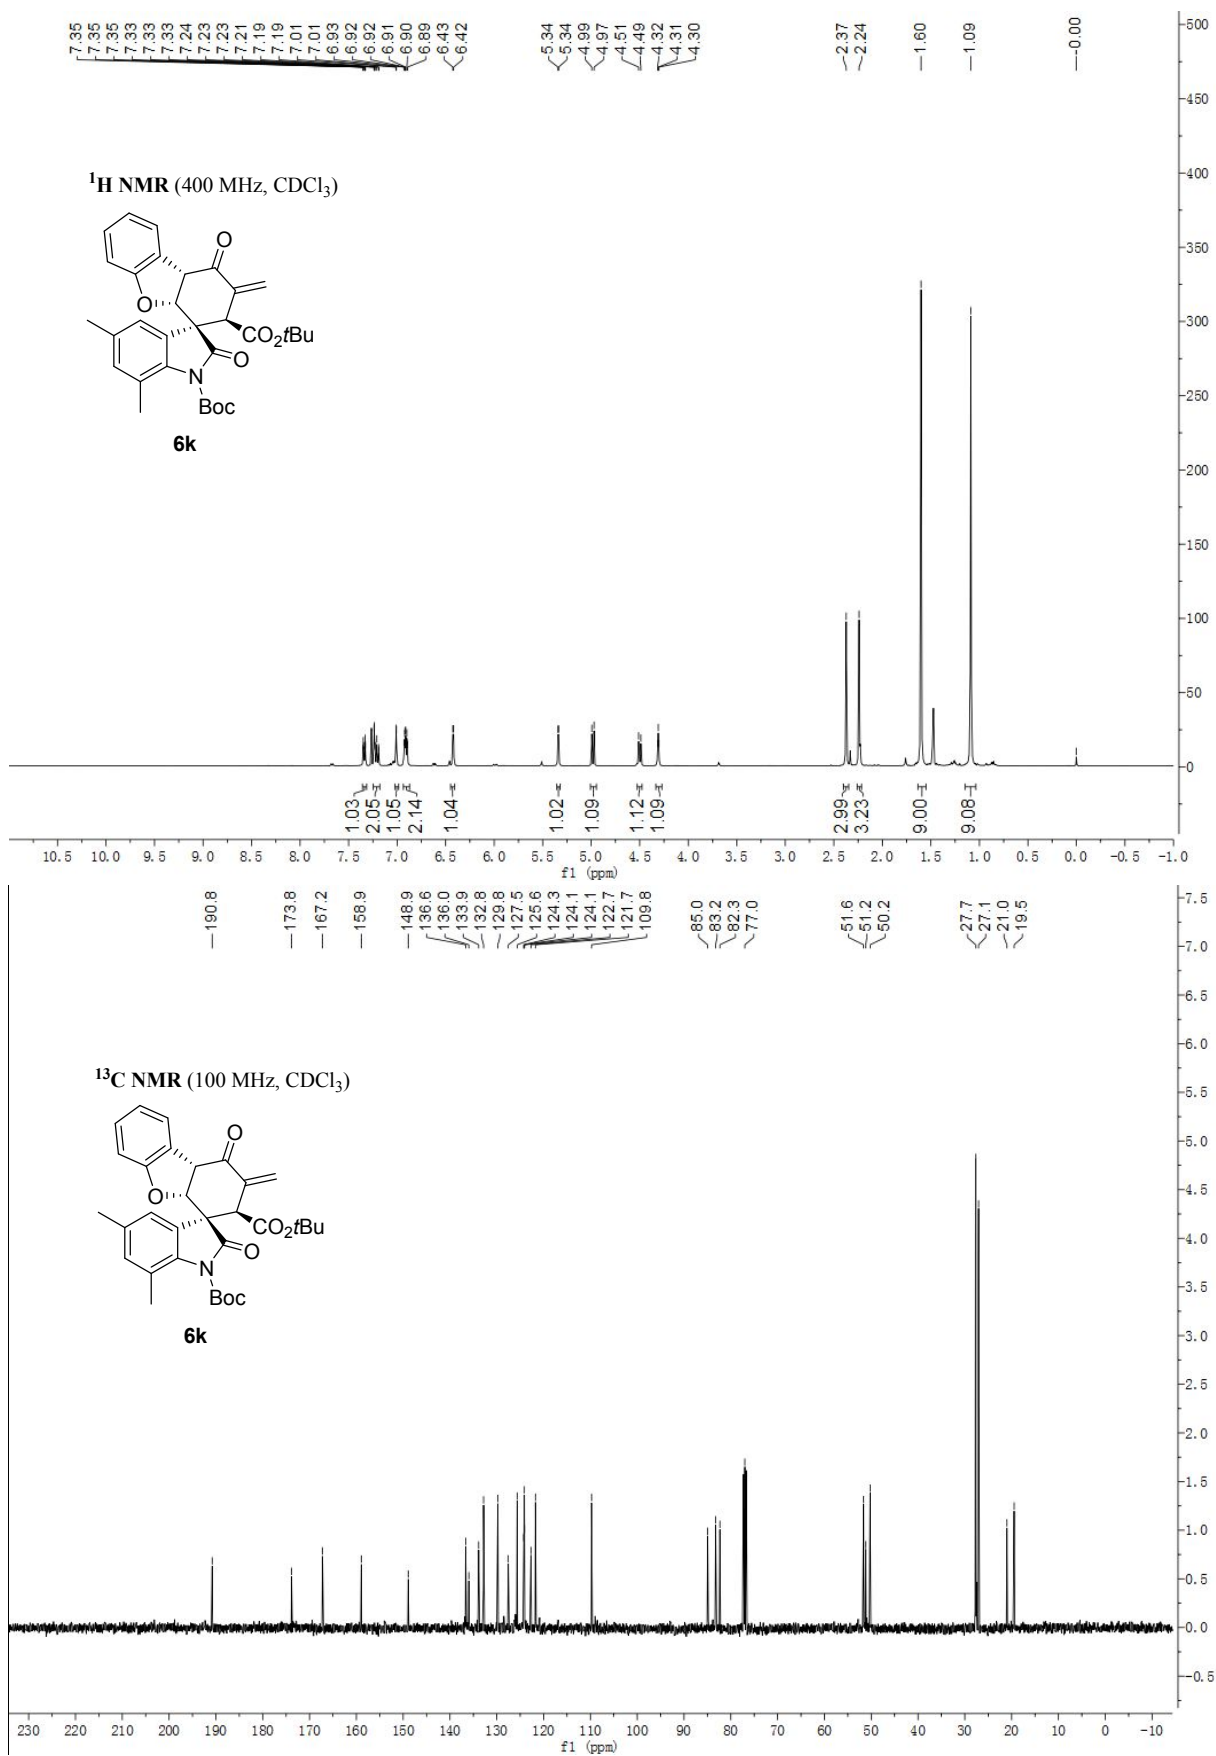 7.35 7.35 7.35 7.33 7.33 7.33 7.24 7.23 7.23 7.21 7.19 7.19 7.01 7.01 6.93 6.92 6.92 6.91 6.90 6.89 6.43 6.42 5.34 5.34 4.99 4.97 4.51 4.49 4.32 4.31 4.30 2.37 2.24 1.60 1.09 -0.00
500
450
400
350
300
250
200
150
100
50
0
¹H NMR (400 MHz, CDCl₃)
O
O
CO₂tBu
O
N
Boc
6k
1.03 2.05 1.05 2.14 1.04 1.02 1.09 1.12 1.09 2.99 3.23 9.00 9.08
10.5 10.0 9.5 9.0 8.5 8.0 7.5 7.0 6.5 6.0 5.5 5.0 4.5 4.0 3.5 3.0 2.5 2.0 1.5 1.0 0.5 0.0 -0.5 -1.0
f1 (ppm)
190.8 173.8 167.2 158.9 148.9 136.6 136.0 133.9 132.8 129.8 127.5 125.6 124.3 124.1 124.1 122.7 121.7 109.8 85.0 83.2 82.3 77.0 51.6 51.2 50.2 27.7 27.1 21.0 19.5
7.5
7.0
6.5
6.0
5.5
5.0
4.5
4.0
3.5
3.0
2.5
2.0
1.5
1.0
0.5
0.0
-0.5
¹³C NMR (100 MHz, CDCl₃)
O
O
CO₂tBu
O
N
Boc
6k
230 220 210 200 190 180 170 160 150 140 130 120 110 100 90 80 70 60 50 40 30 20 10 0 -10
f1 (ppm)